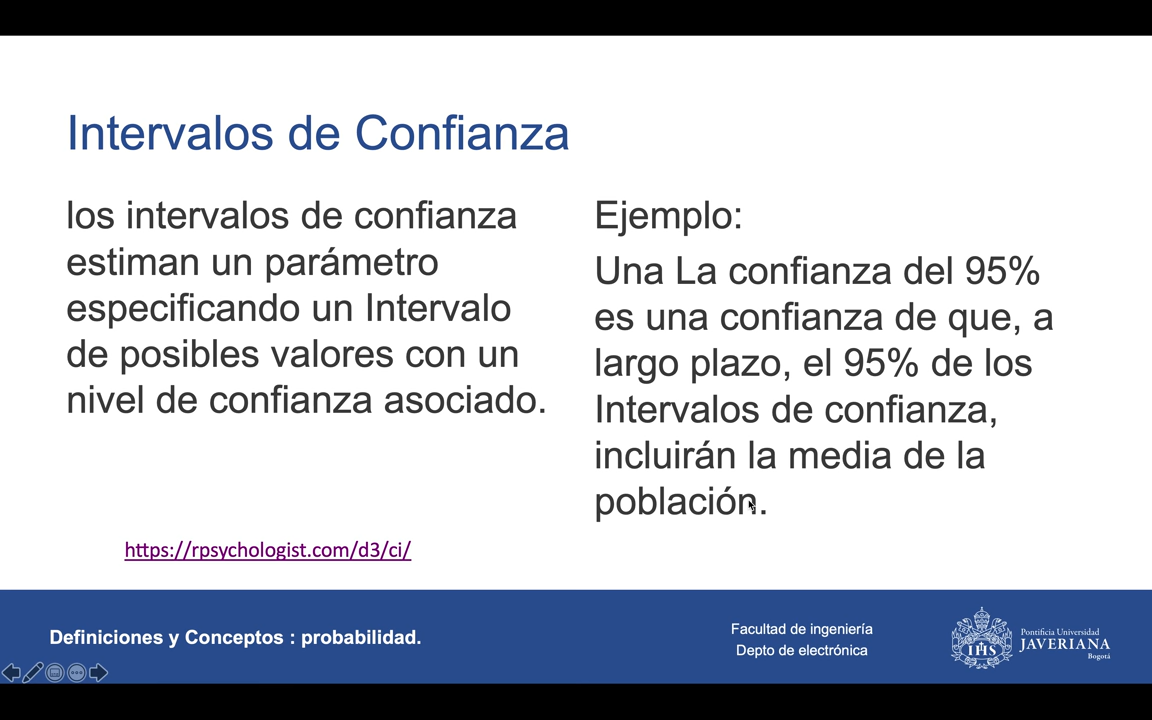 Intervalos de Confianza
los intervalos de confianza
estiman un parámetro
especificando un Intervalo
de posibles valores con un
nivel de confianza asociado.
https://rpsychologist.com/d3/ci/
Ejemplo:
Una La confianza del 95%
es una confianza de que, a
largo plazo, el 95% de los
Intervalos de confianza,
incluirán la media de la
población.
Definiciones y Conceptos : probabilidad.
Facultad de ingeniería
Depto de electrónica
IHS
Pontificia Universidad
JAVERIANA
Bogotá